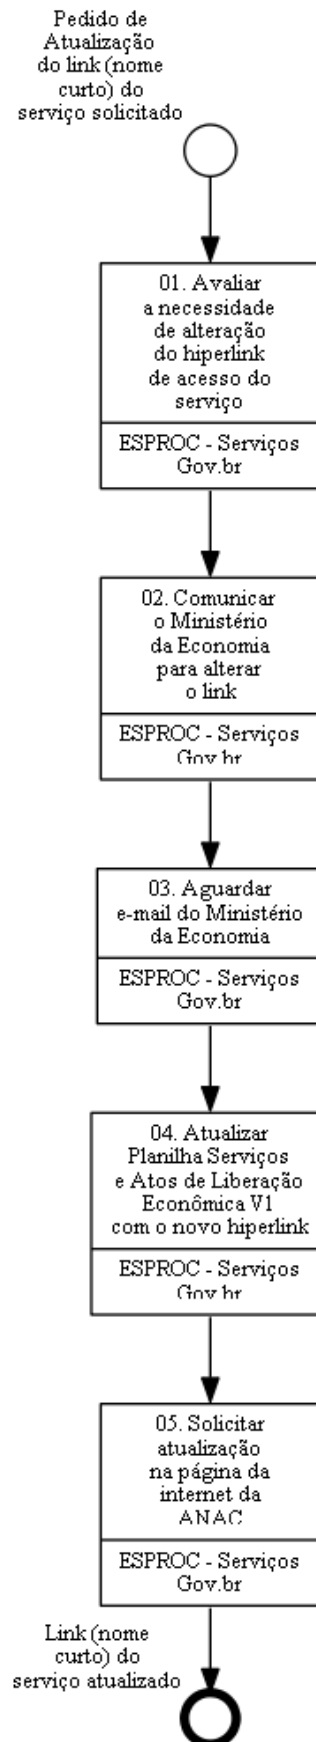 Pedido de
Atualização
do link (nome
curto) do
serviço solicitado
01. Avaliar
a necessidade
de alteração
do hiperlink
de acesso do
serviço
ESPROC - Serviços
Gov.br
02. Comunicar
o Ministério
da Economia
para alterar
o link
ESPROC - Serviços
Gov.br
03. Aguardar
e-mail do Ministério
da Economia
ESPROC - Serviços
Gov.br
04. Atualizar
Planilha Serviços
e Atos de Liberação
Econômica V1
com o novo hiperlink
ESPROC - Serviços
Gov.br
05. Solicitar
atualização
na página da
internet da
ANAC
ESPROC - Serviços
Gov.br
Link (nome
curto) do
serviço atualizado